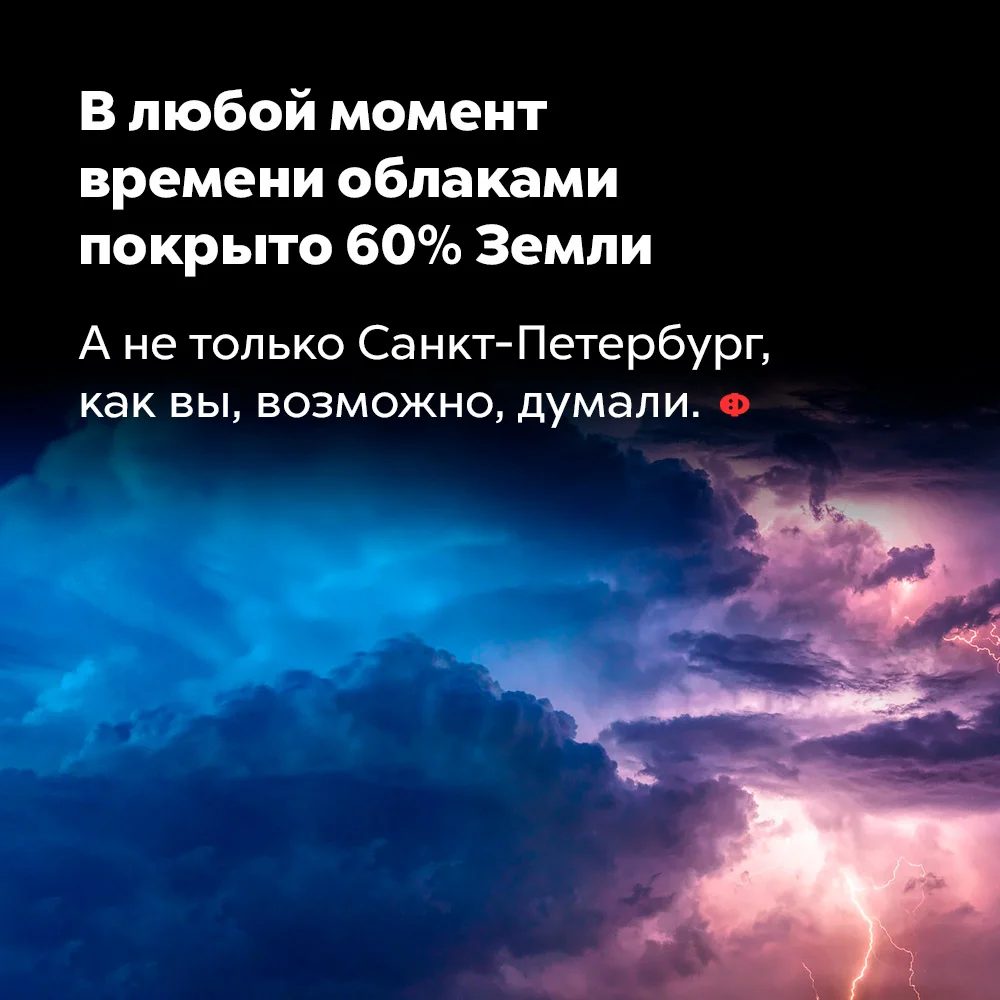 В любой момент
времени облаками
покрыто 60% Земли
А не только Санкт-Петербург,
как вы, возможно, думали. Ф